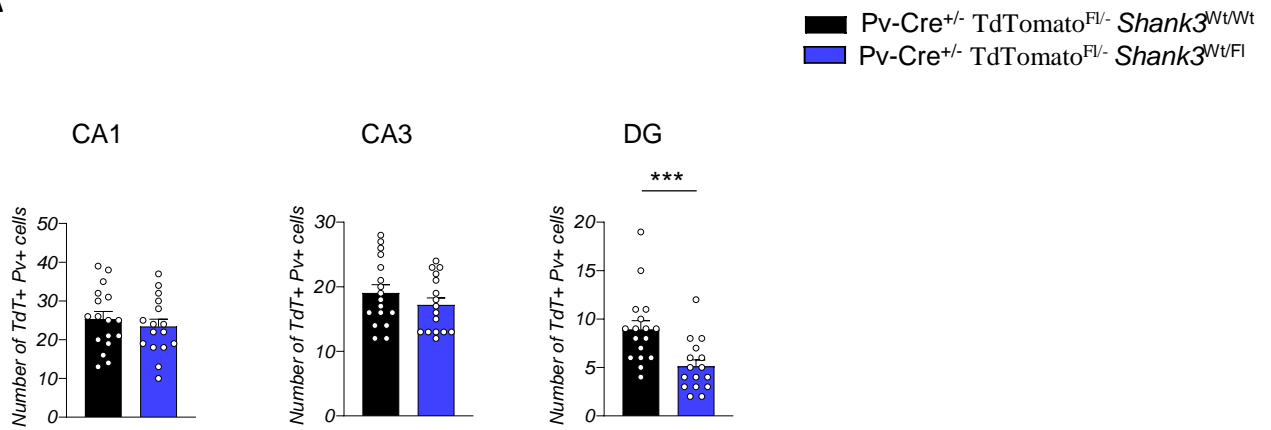 Pv-Cre+/- TdTomatoFl/- Shank3Wt/Wt
Pv-Cre+/- TdTomatoFl/- Shank3Wt/Fl
CA1
CA3
DG
***
Number of TdT+ Pv+ cells
50
40
30
20
10
0
Number of TdT+ Pv+ cells
30
20
10
0
Number of TdT+ Pv+ cells
20
15
10
5
0